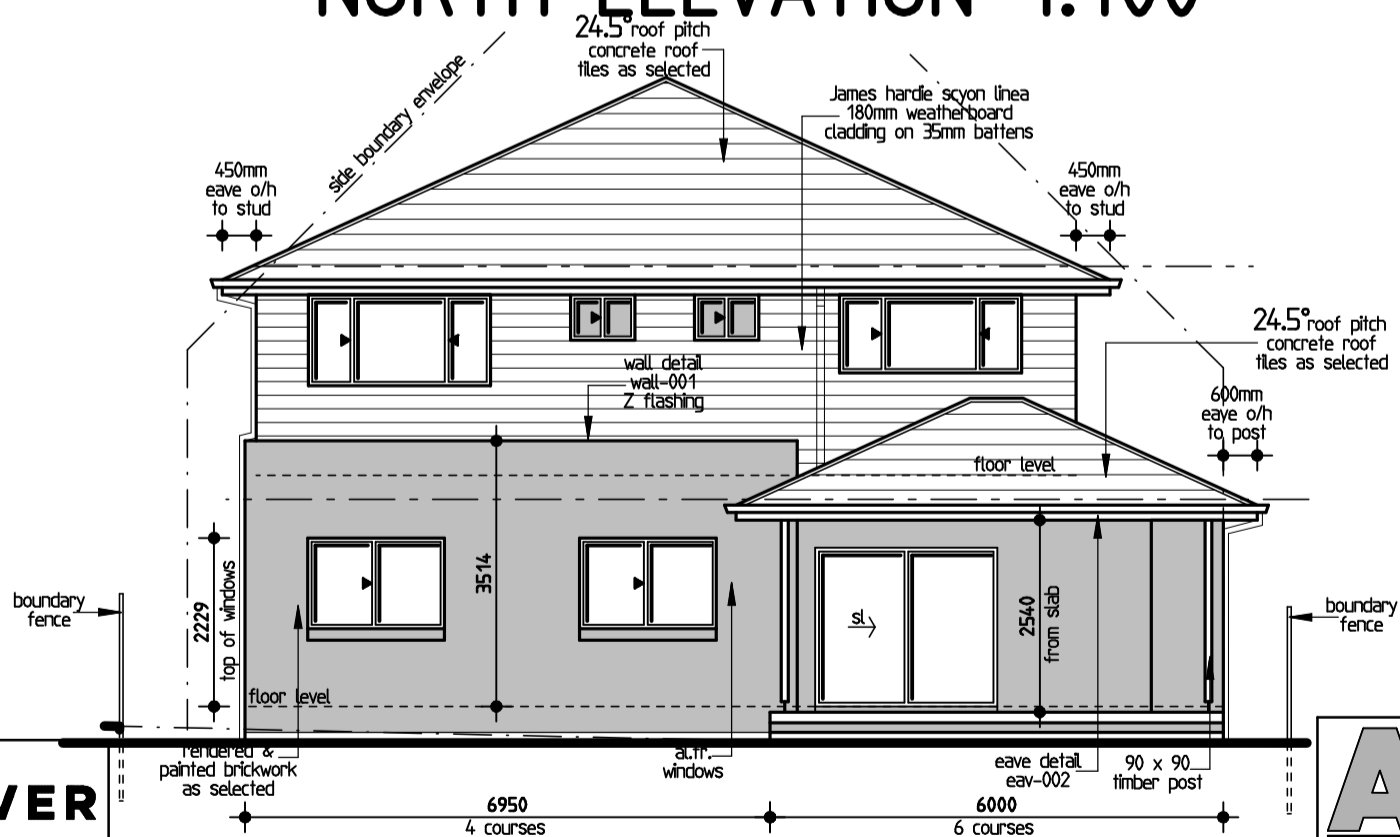 NORTH ELEVATION 1:100
24.5° roof pitch
concrete roof
tiles as selected
side boundary envelope
James hardie scyon linea
180mm weatherboard
cladding on 35mm battens
450mm
eave o/h
to stud
450mm
eave o/h
to stud
24.5° roof pitch
concrete roof
tiles as selected
wall detail
wall-001
Z flashing
600mm
eave o/h
to post
floor level
3514
2229
top of windows
sl
2540
from slab
boundary
fence
boundary
fence
floor level
rendered &
painted brickwork
as selected
al.fr.
windows
eave detail
eav-002
90 x 90
timber post
VER
A
6950
4 courses
6000
6 courses